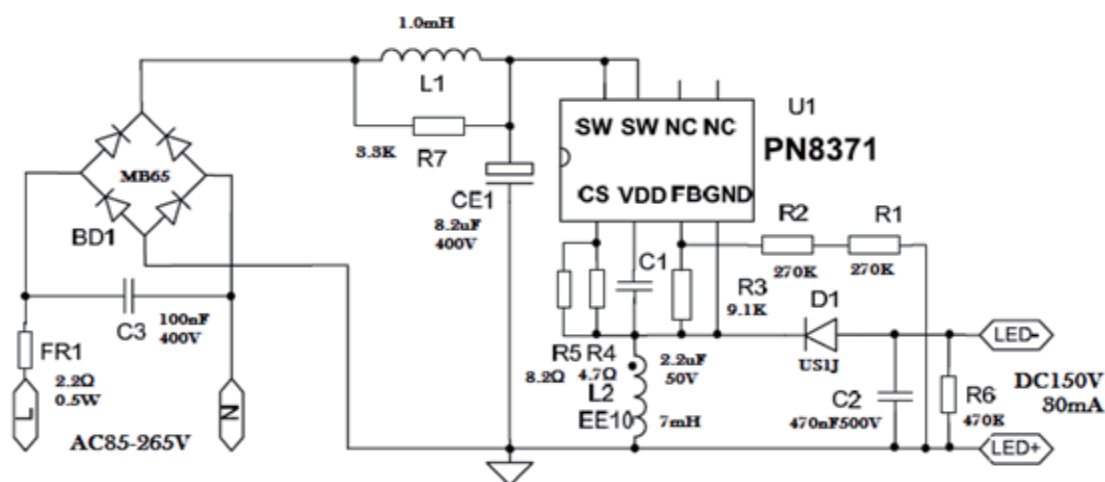 1.0mH
L1
3.3K
R7
MB65
BD1
CE1
8.2uF
400V
C3
100nF
400V
FR1
2.2Ω
0.5W
L
N
AC85-265V
U1
PN8371
SW SW NC NC
CS VDD FB GND
R2
R1
270K
270K
C1
R3
9.1K
D1
US1J
R5
8.2Ω
R4
4.7Ω
2.2uF
50V
L2
EE10
7mH
C2
470nF500V
R6
470K
LED-
DC150V
30mA
LED+